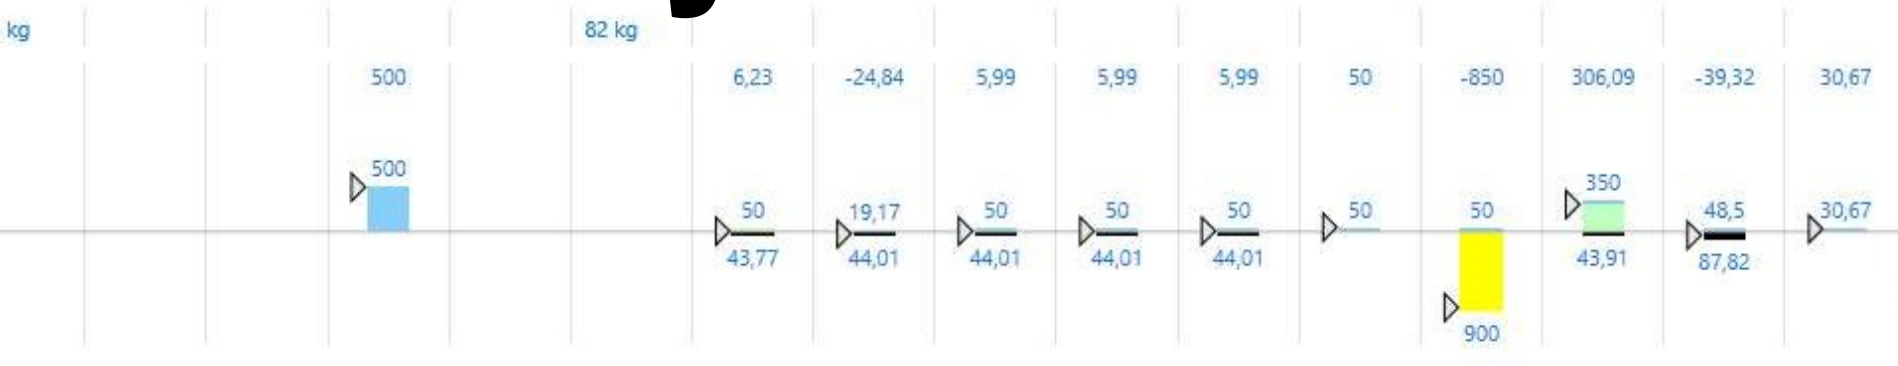 kg 82 kg
500 6,23 -24,84 5,99 5,99 5,99 50 -850 306,09 -39,32 30,67
500 50 19,17 50 50 50 50 50 350 48,5 30,67
43,77 44,01 44,01 44,01 44,01 900 43,91 87,82